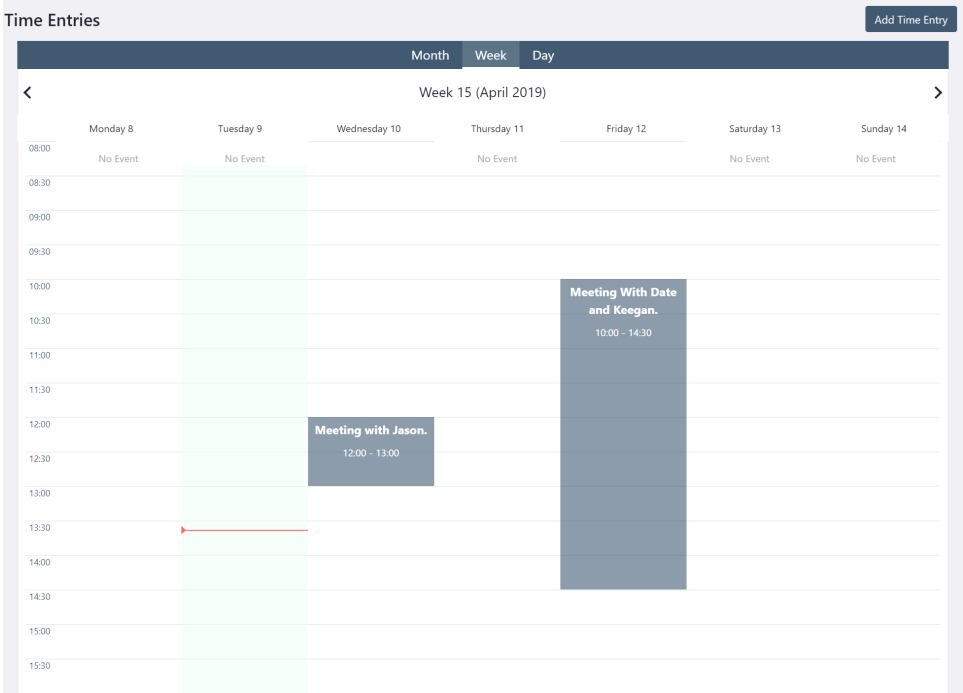 Time Entries
Add Time Entry
Month Week Day
Week 15 (April 2019)
Monday 8 Tuesday 9 Wednesday 10 Thursday 11 Friday 12 Saturday 13 Sunday 14
08:00
No Event No Event No Event No Event No Event
08:30
09:00
09:30
10:00
Meeting With Date
and Keegan.
10:30
10:00 - 14:30
11:00
11:30
12:00
Meeting with Jason.
12:00 - 13:00
12:30
13:00
13:30
14:00
14:30
15:00
15:30